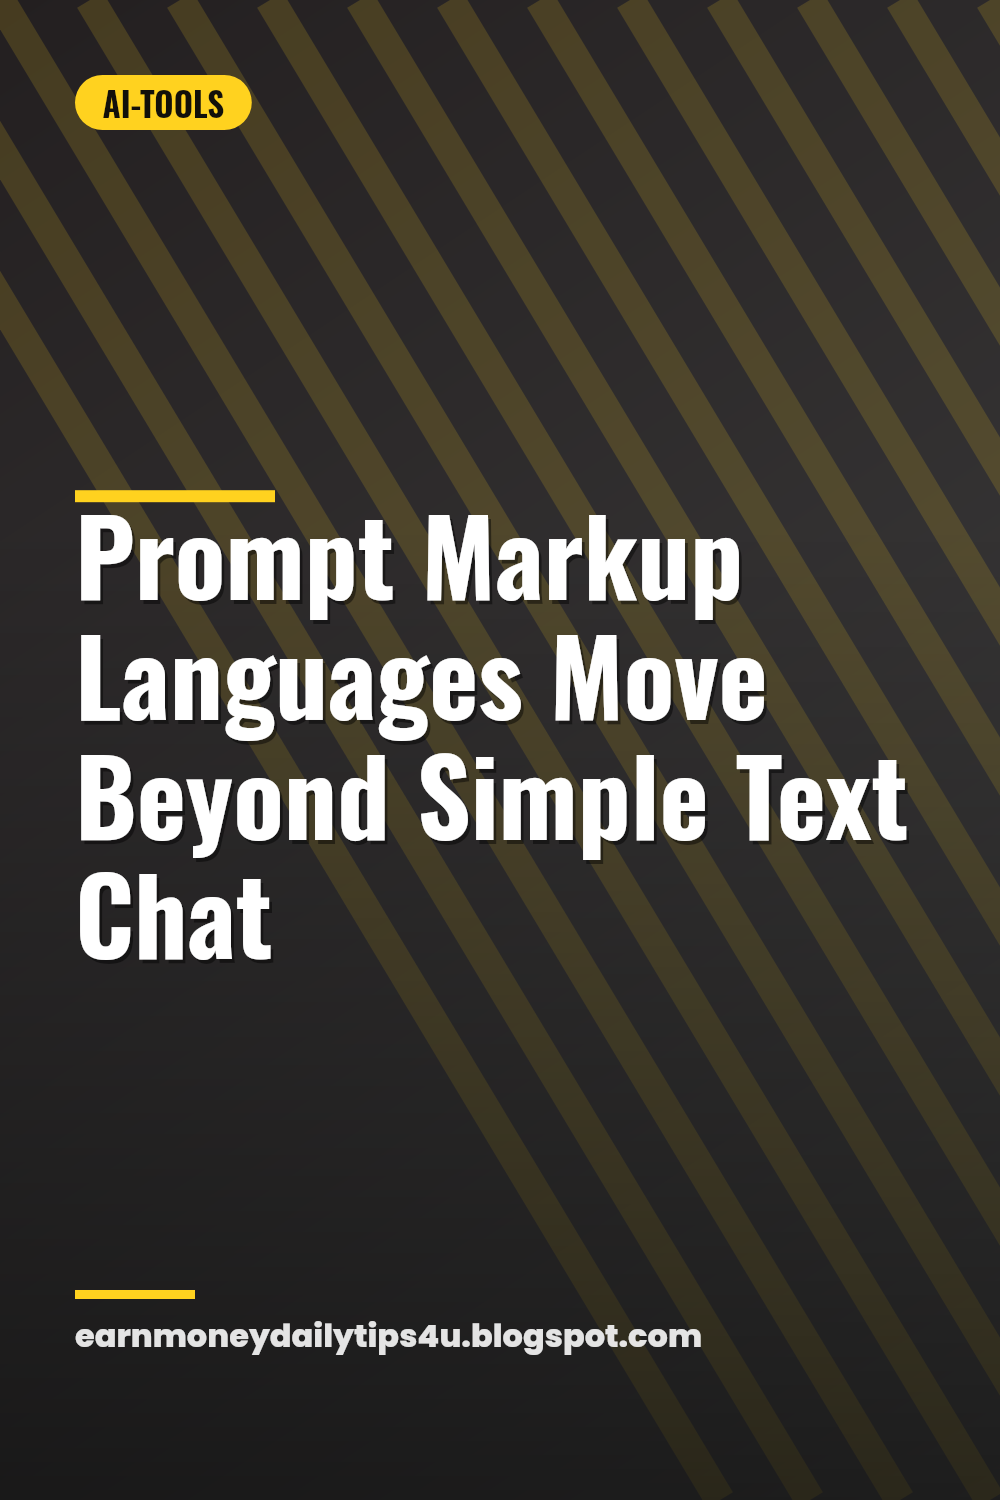 AI-TOOLS
Prompt Markup
Languages Move
Beyond Simple Text
Chat
earnmoneydailytips4u.blogspot.com